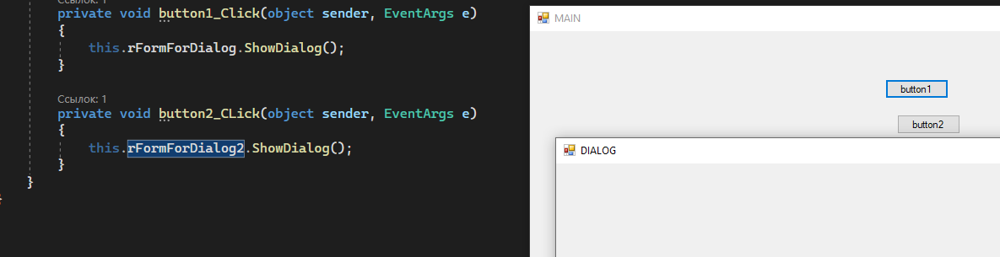 Ссылок: 1
private void button1_Click(object sender, EventArgs e)
{
this.rFormForDialog.ShowDialog();
}
Ссылок: 1
private void button2_CLick(object sender, EventArgs e)
{
this.rFormForDialog2.ShowDialog();
}
}
}
MAIN
button1
button2
DIALOG